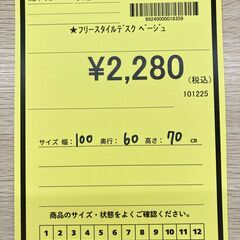 99240000018359
★フリースタイルデスク ベージュ
¥2,280
(税込)
101225
サイズ 幅: 100 奥行: 60 高さ: 70 CM
商品のサイズ・状態をよくご確認ください。
1 2 3 4 5 6 7 8 9 10 11 12